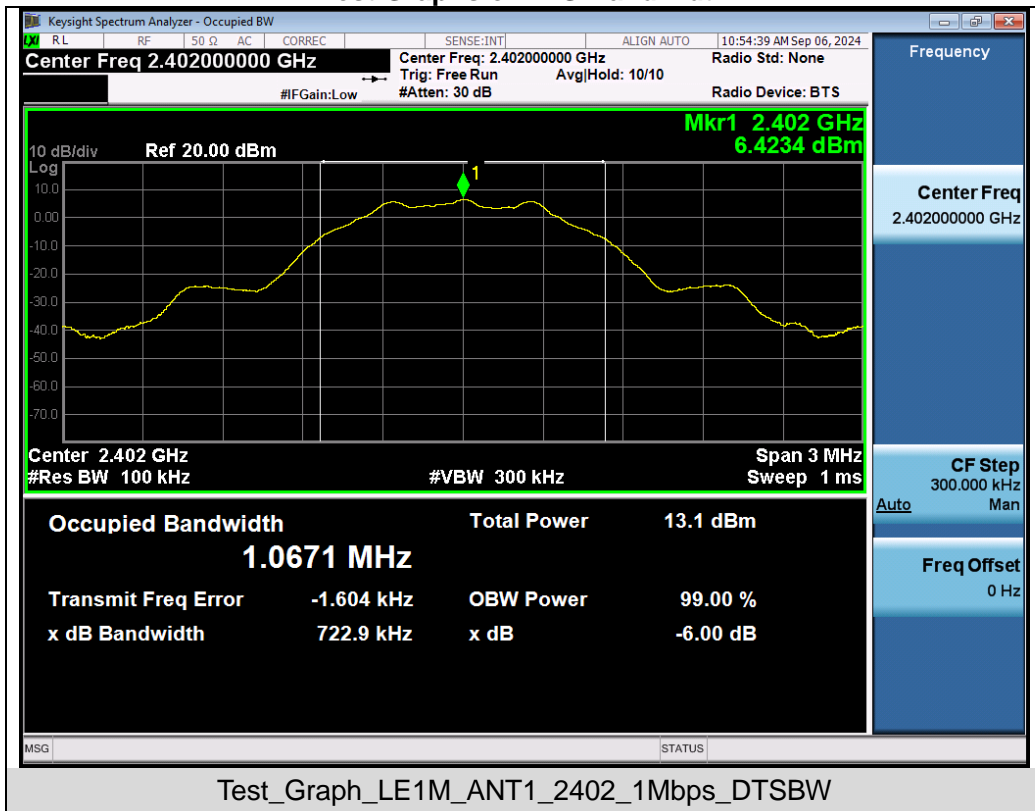 Keysight Spectrum Analyzer - Occupied BW
LXI RL RF 50 Ω AC CORREC SENSE:INT ALIGN AUTO 10:54:39 AM Sep 06, 2024
Center Freq 2.402000000 GHz
Center Freq: 2.402000000 GHz
Radio Std: None
Trig: Free Run Avg|Hold: 10/10
#IFGain:Low
#Atten: 30 dB
Radio Device: BTS
Frequency
Mkr1 2.402 GHz
6.4234 dBm
10 dB/div Ref 20.00 dBm
Log
1
10.0
0.00
-10.0
-20.0
-30.0
-40.0
-50.0
-60.0
-70.0
Center 2.402 GHz Span 3 MHz
#Res BW 100 kHz #VBW 300 kHz Sweep 1 ms
Center Freq
2.402000000 GHz
CF Step
300.000 kHz
Auto Man
Freq Offset
0 Hz
Occupied Bandwidth Total Power 13.1 dBm
1.0671 MHz
Transmit Freq Error -1.604 kHz OBW Power 99.00 %
x dB Bandwidth 722.9 kHz x dB -6.00 dB
MSG STATUS
Test_Graph_LE1M_ANT1_2402_1Mbps_DTSBW